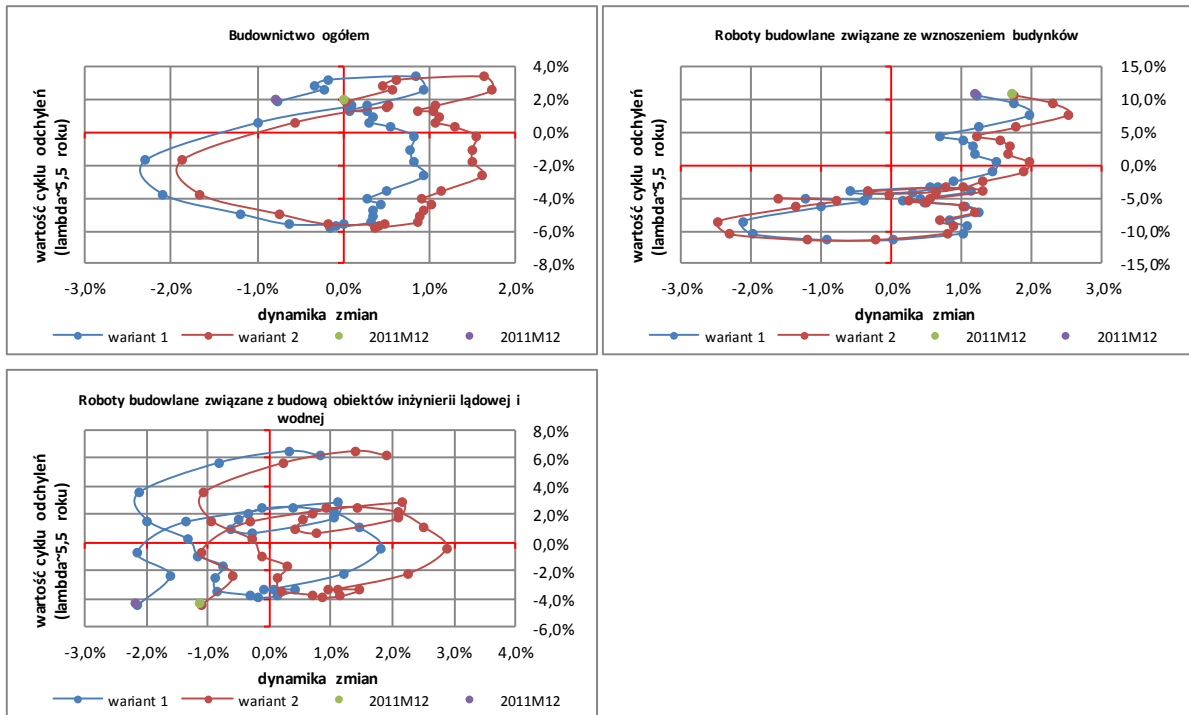 Budownictwo ogółem
4,0%
2,0%
0,0%
-2,0%
-4,0%
-6,0%
-8,0%
wartość cyklu odchyleń
(lambda~5,5 roku)
-3,0% -2,0% -1,0% 0,0% 1,0% 2,0%
dynamika zmian
wariant 1 wariant 2 2011M12 2011M12
Roboty budowlane związane ze wznoszeniem budynków
15,0%
10,0%
5,0%
0,0%
-5,0%
-10,0%
-15,0%
wartość cyklu odchyleń
(lambda~5,5 roku)
-3,0% -2,0% -1,0% 0,0% 1,0% 2,0% 3,0%
dynamika zmian
wariant 1 wariant 2 2011M12 2011M12
Roboty budowlane związane z budową obiektów inżynierii lądowej i
wodnej
8,0%
6,0%
4,0%
2,0%
0,0%
-2,0%
-4,0%
-6,0%
wartość cyklu odchyleń
(lambda~5,5 roku)
-3,0% -2,0% -1,0% 0,0% 1,0% 2,0% 3,0% 4,0%
dynamika zmian
wariant 1 wariant 2 2011M12 2011M12